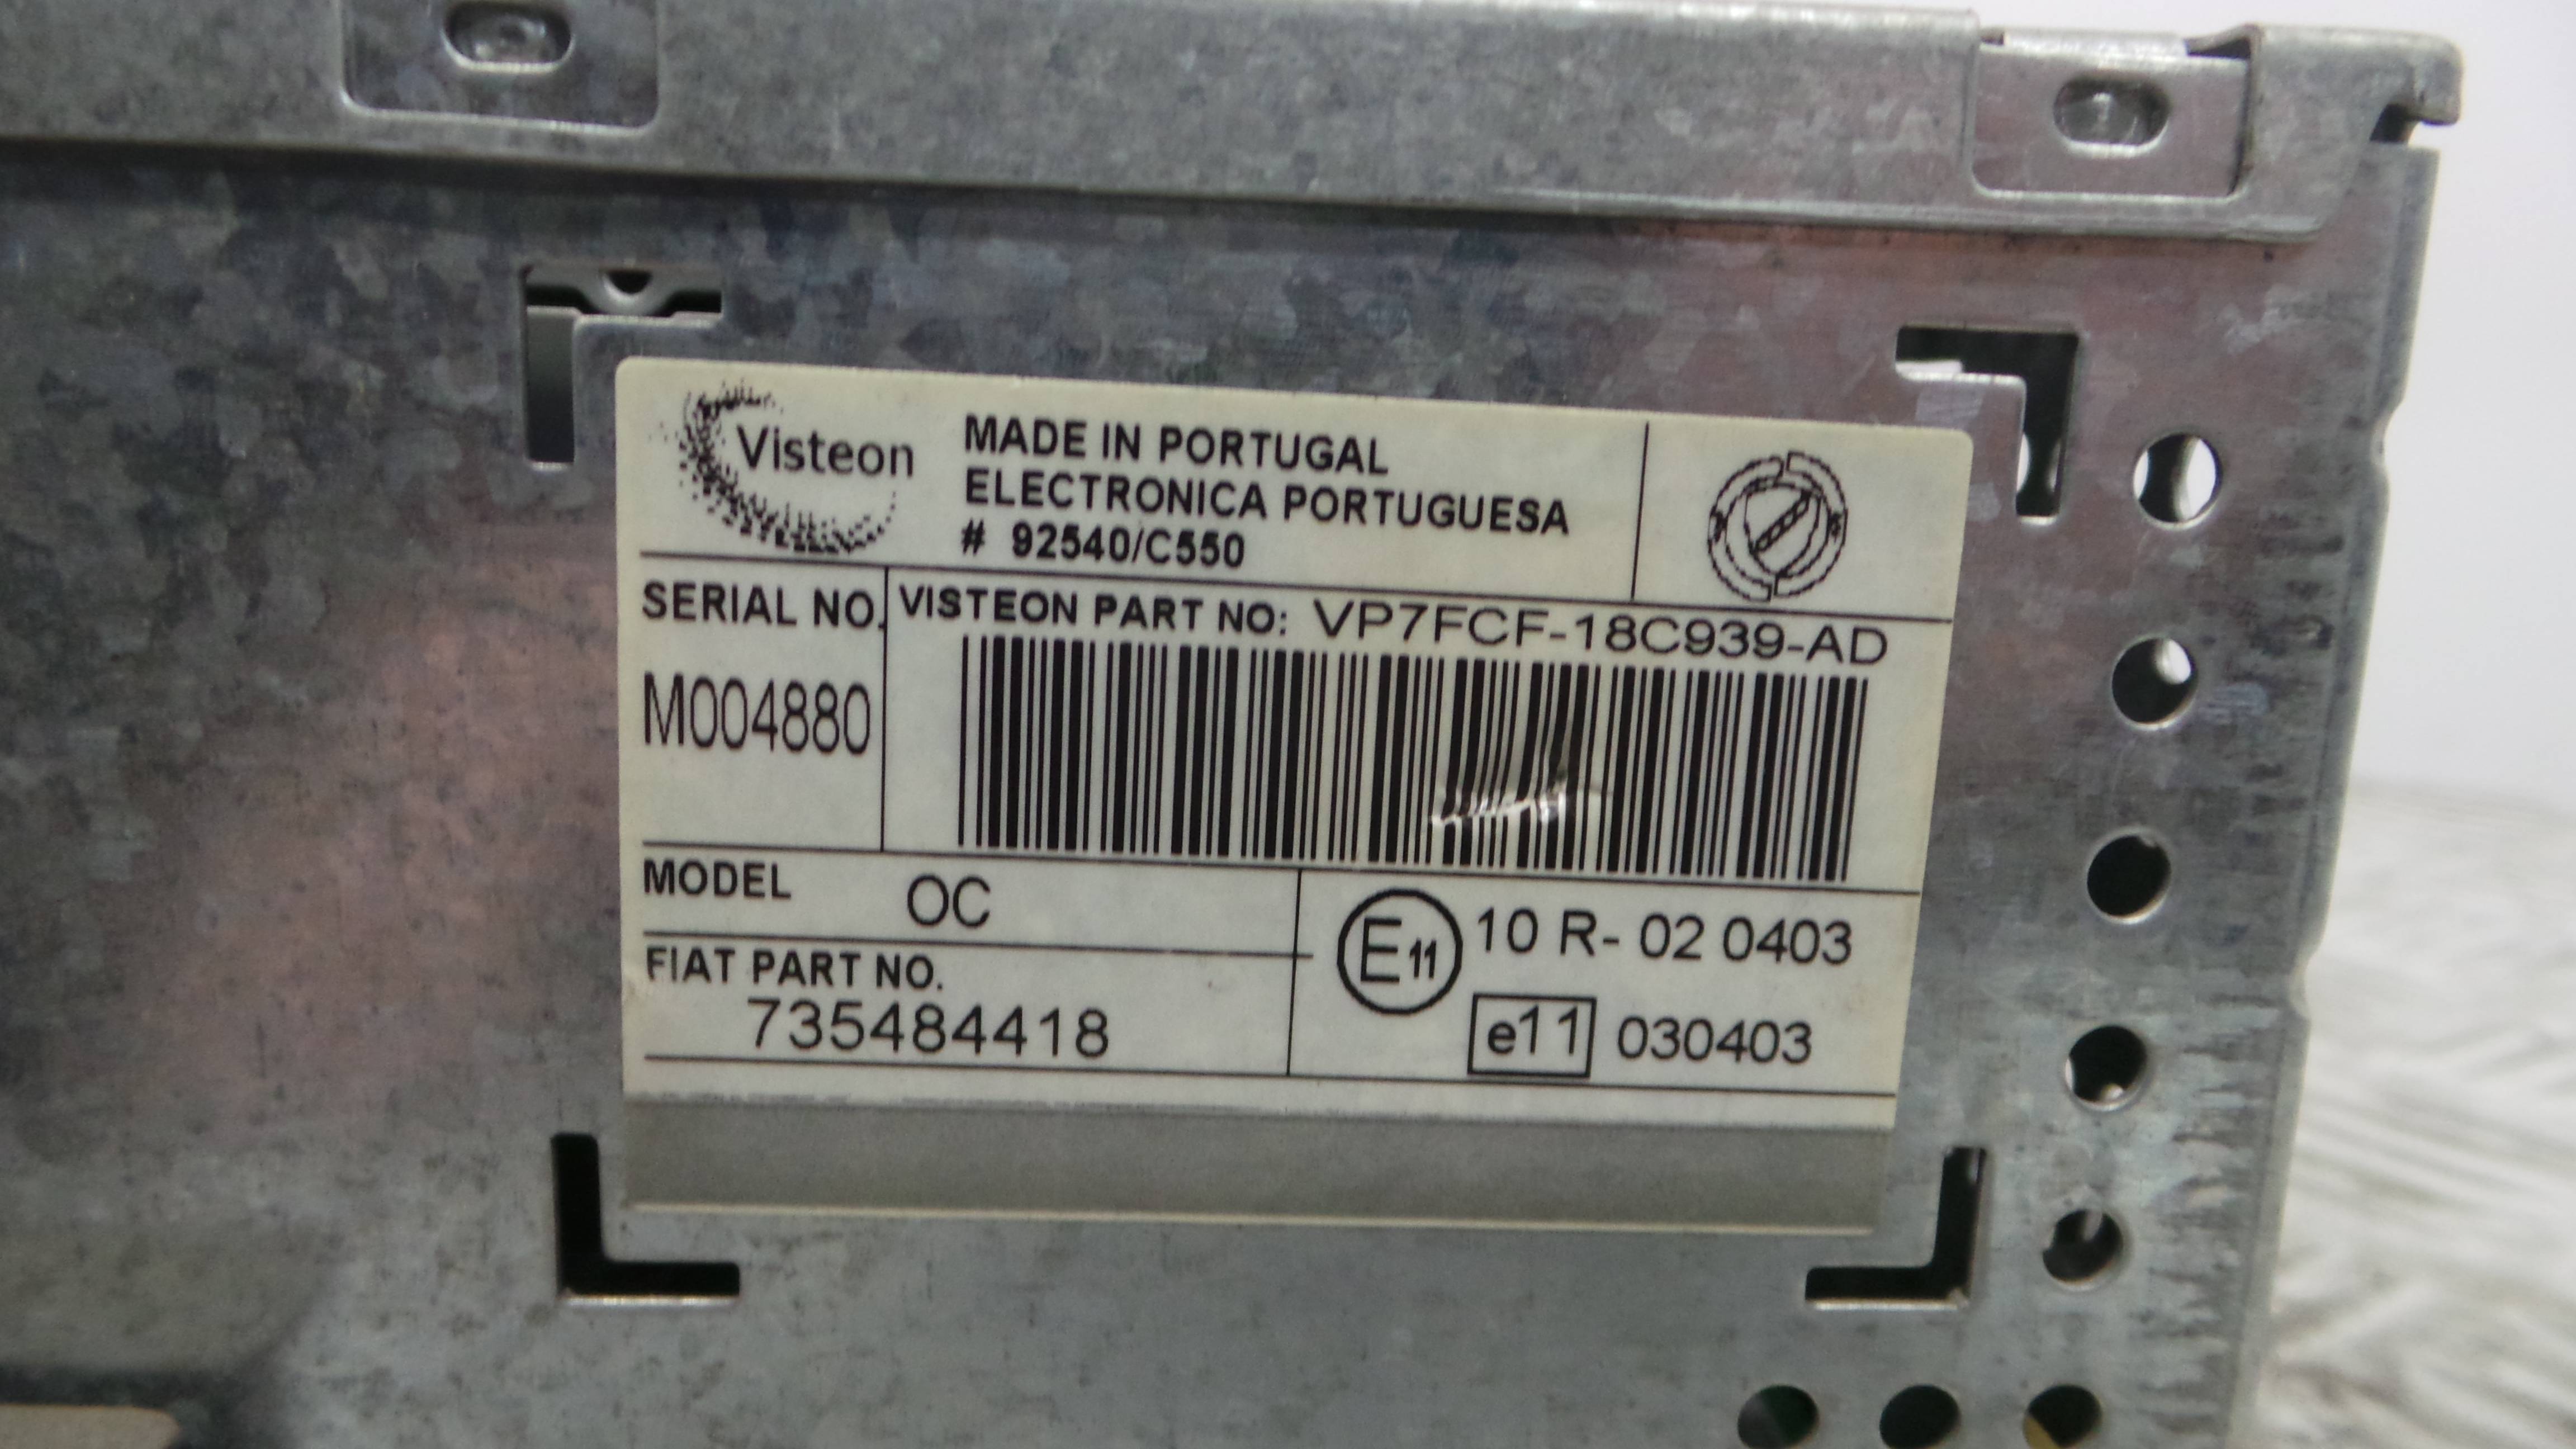 Visteon
MADE IN PORTUGAL
ELECTRONICA PORTUGUESA
# 92540/C550
SERIAL NO.
M004880
VISTEON PART NO: VP7FCF-18C939-AD
MODEL OC
FIAT PART NO.
735484418
E11 10 R- 02 0403
e11 030403